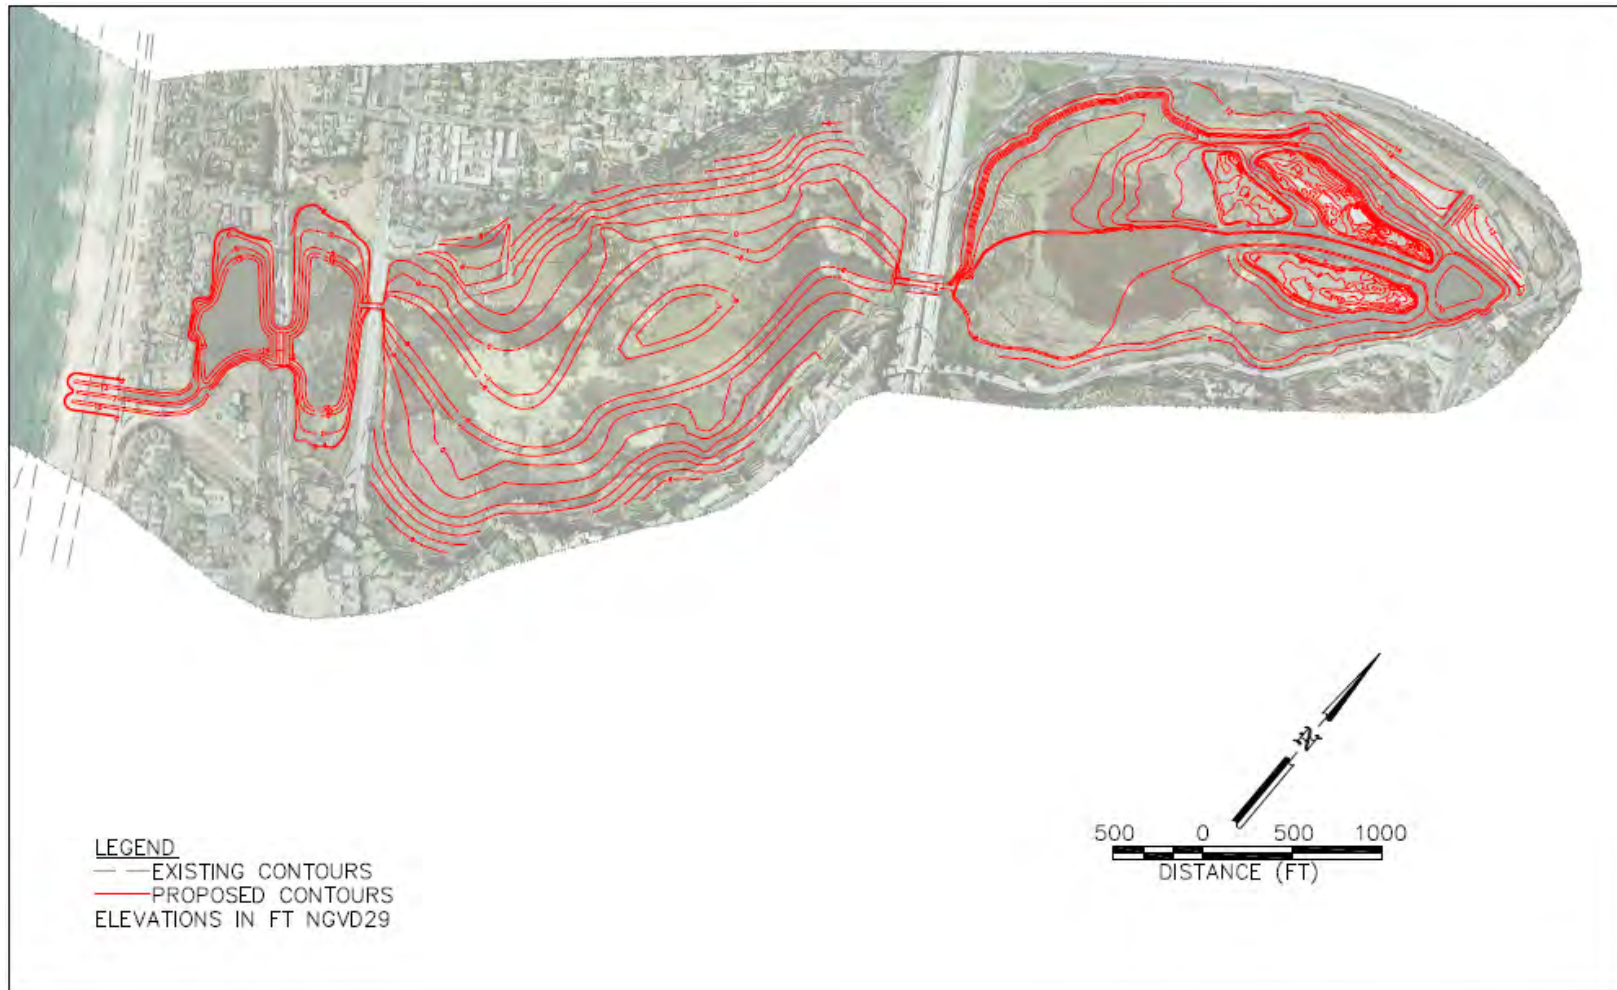 N
500 0 500 1000
DISTANCE (FT)
LEGEND
EXISTING CONTOURS
PROPOSED CONTOURS
ELEVATIONS IN FT NGVD29